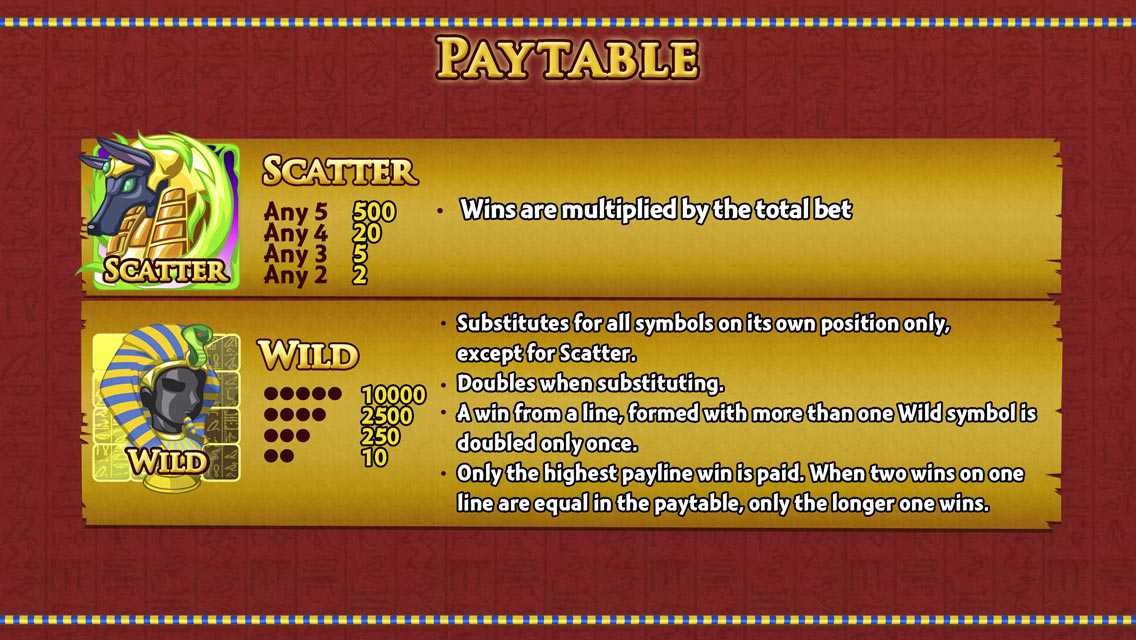 PAYTABLE
SCATTER
SCATTER
Any 5 500
Any 4 20
Any 3 5
Any 2 2
• Wins are multiplied by the total bet
WILD
WILD
10000
2500
250
10
• Substitutes for all symbols on its own position only,
except for Scatter.
• Doubles when substituting.
• A win from a line, formed with more than one Wild symbol is
doubled only once.
• Only the highest payline win is paid. When two wins on one
line are equal in the paytable, only the longer one wins.